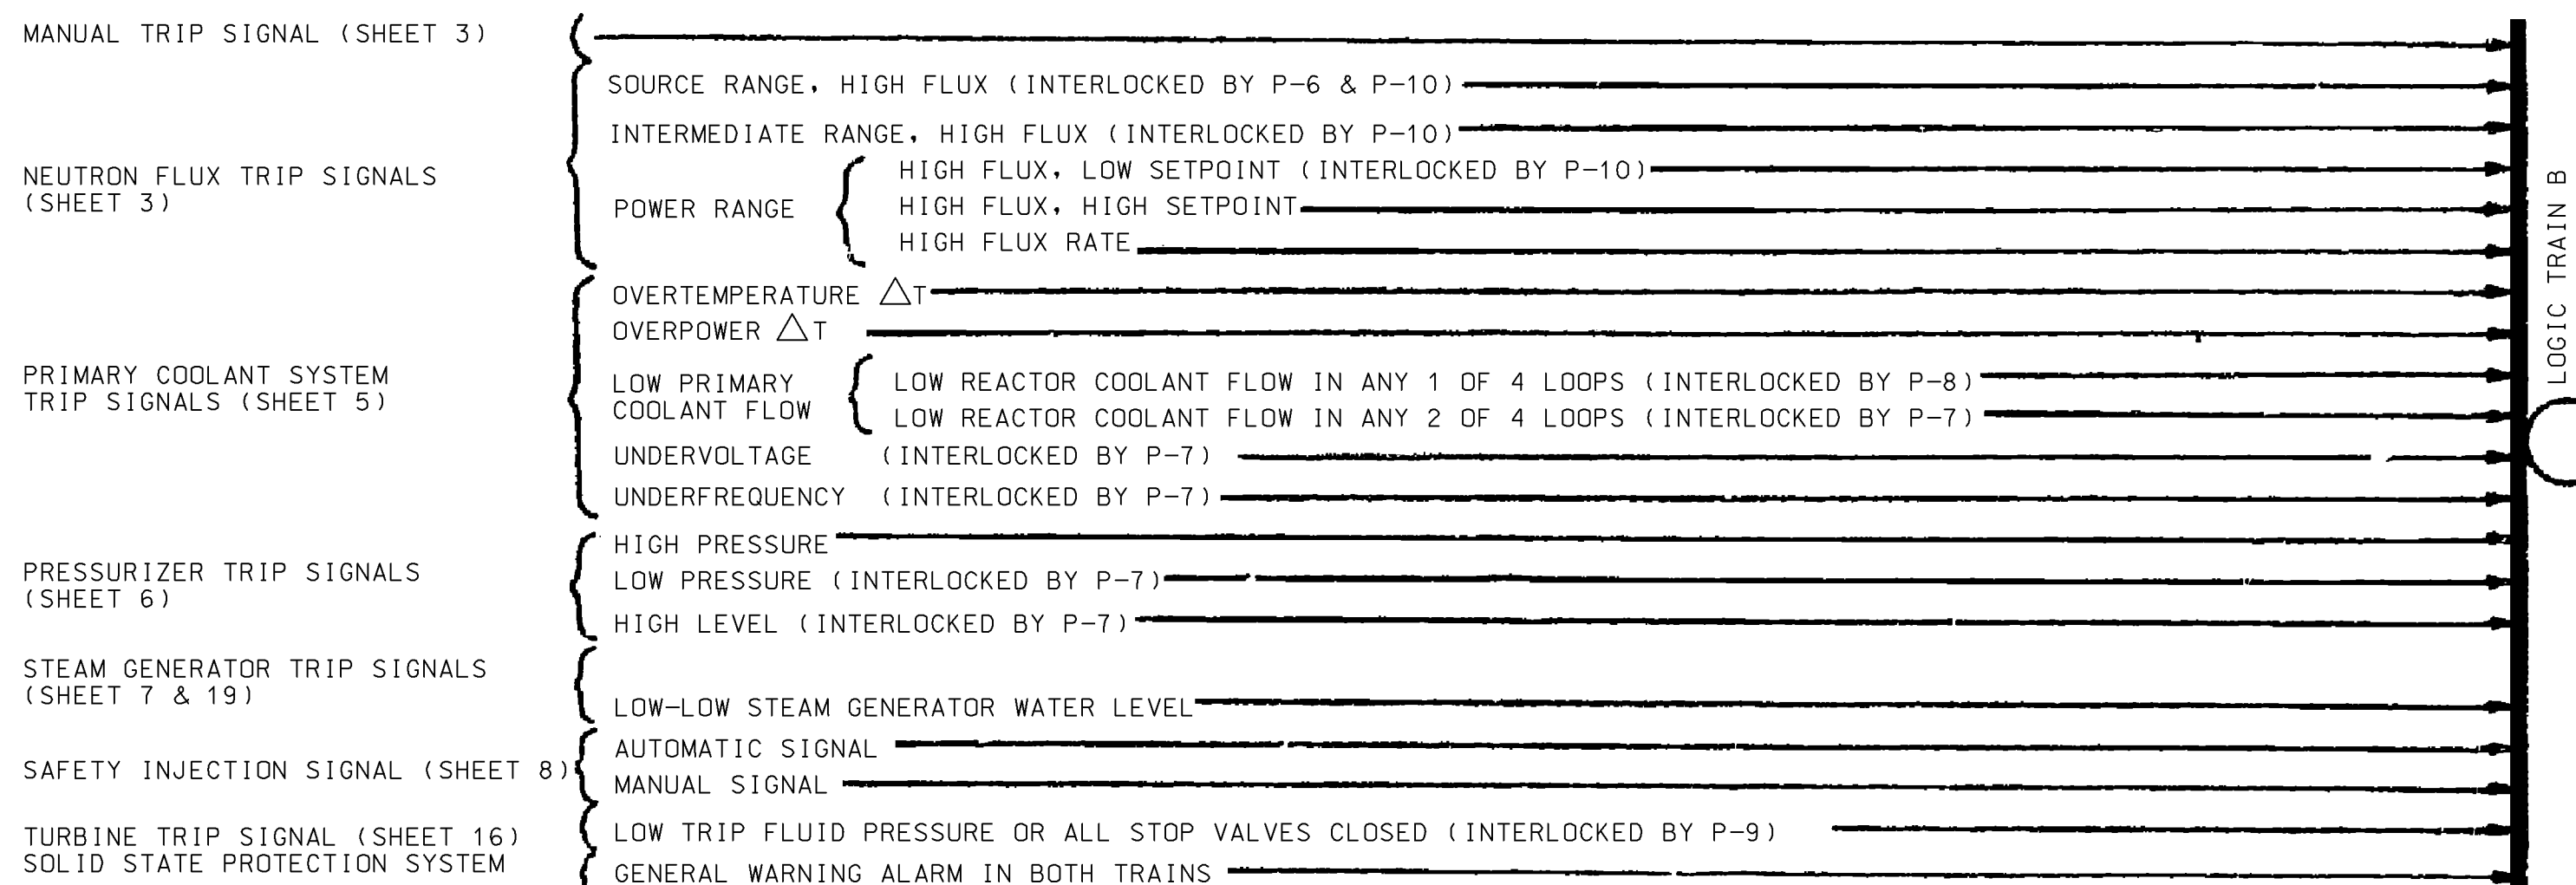 MANUAL TRIP SIGNAL (SHEET 3)
SOURCE RANGE, HIGH FLUX (INTERLOCKED BY P-6 & P-10)
INTERMEDIATE RANGE, HIGH FLUX (INTERLOCKED BY P-10)
NEUTRON FLUX TRIP SIGNALS
(SHEET 3)
POWER RANGE
HIGH FLUX, LOW SETPOINT (INTERLOCKED BY P-10)
HIGH FLUX, HIGH SETPOINT
HIGH FLUX RATE
OVERTEMPERATURE △T
OVERPOWER △T
PRIMARY COOLANT SYSTEM
TRIP SIGNALS (SHEET 5)
LOW PRIMARY
COOLANT FLOW
LOW REACTOR COOLANT FLOW IN ANY 1 OF 4 LOOPS (INTERLOCKED BY P-8)
LOW REACTOR COOLANT FLOW IN ANY 2 OF 4 LOOPS (INTERLOCKED BY P-7)
UNDERVOLTAGE (INTERLOCKED BY P-7)
UNDERFREQUENCY (INTERLOCKED BY P-7)
PRESSURIZER TRIP SIGNALS
(SHEET 6)
HIGH PRESSURE
LOW PRESSURE (INTERLOCKED BY P-7)
HIGH LEVEL (INTERLOCKED BY P-7)
STEAM GENERATOR TRIP SIGNALS
(SHEET 7 & 19)
LOW-LOW STEAM GENERATOR WATER LEVEL
SAFETY INJECTION SIGNAL (SHEET 8)
AUTOMATIC SIGNAL
MANUAL SIGNAL
TURBINE TRIP SIGNAL (SHEET 16)
LOW TRIP FLUID PRESSURE OR ALL STOP VALVES CLOSED (INTERLOCKED BY P-9)
SOLID STATE PROTECTION SYSTEM
GENERAL WARNING ALARM IN BOTH TRAINS
LOGIC TRAIN B